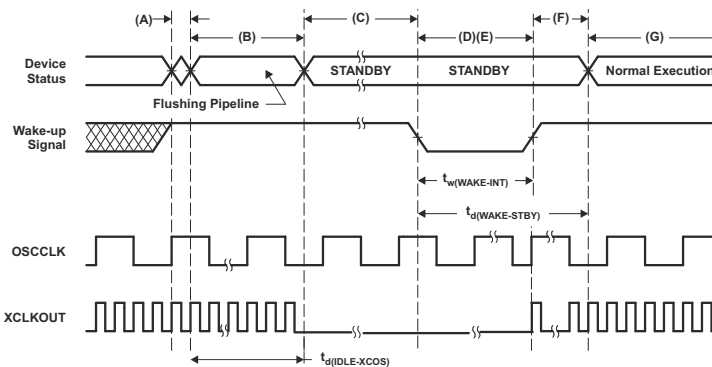 (A)
(B)
(C)
(D)(E)
(F)
(G)
Device
Status
STANDBY
STANDBY
Normal Execution
Flushing Pipeline
Wake-up
Signal
tw(WAKE-INT)
td(WAKE-STBY)
OSCCLK
XCLKOUT
td(IDLE-XCOS)